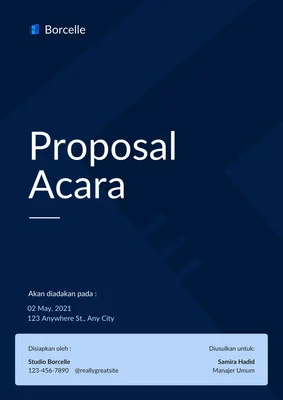 Borcelle
Proposal
Acara
Akan diadakan pada :
02 May, 2021
123 Anywhere St., Any City
Disiapkan oleh :
Studio Borcelle
123-456-7890 @reallygreatsite
Diusulkan untuk:
Samira Hadid
Manajer Umum